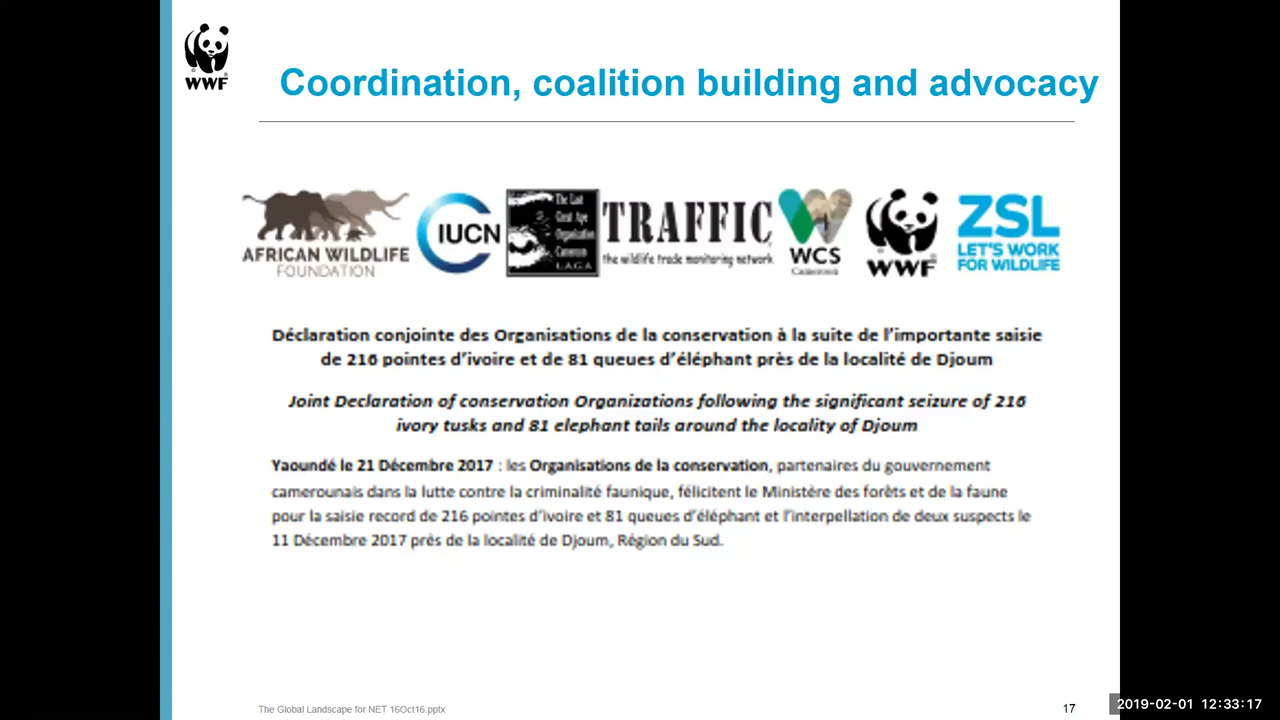 WWF
Coordination, coalition building and advocacy
AFRICAN WILDLIFE
FOUNDATION
IUCN
The Last
Great Ape
Organization
Cameroon
L A G A
TRAFFIC
the wildlife trade monitoring network
WCS
Cameroon
WWF
ZSL
LET'S WORK
FOR WILDLIFE
Déclaration conjointe des Organisations de la conservation à la suite de l'importante saisie
de 216 pointes d'ivoire et de 81 queues d'éléphant près de la localité de Djoum
Joint Declaration of conservation Organizations following the significant seizure of 216
ivory tusks and 81 elephant tails around the locality of Djoum
Yaoundé le 21 Décembre 2017 : les Organisations de la conservation, partenaires du gouvernement
camerounais dans la lutte contre la criminalité faunique, félicitent le Ministère des forêts et de la faune
pour la saisie record de 216 pointes d'ivoire et 81 queues d'éléphant et l'interpellation de deux suspects le
11 Décembre 2017 près de la localité de Djoum, Région du Sud.
The Global Landscape for NET 16Oct16.pptx
17
2019-02-01 12:33:17